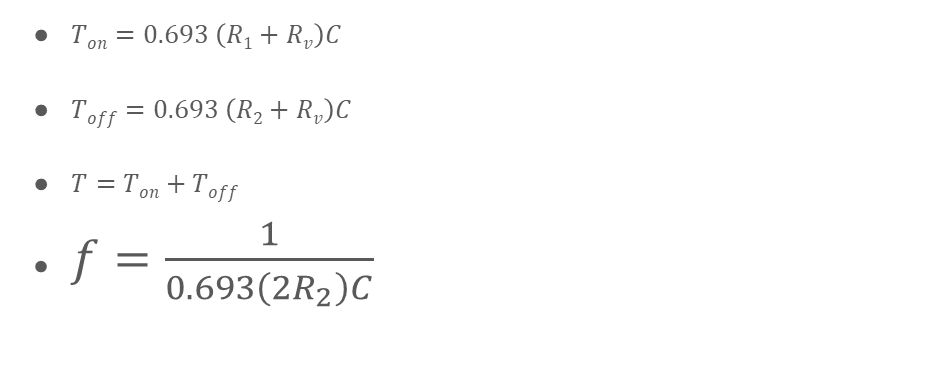 • T_on = 0.693 (R_1 + R_v)C
• T_off = 0.693 (R_2 + R_v)C
• T = T_on + T_off
• f = 1 / 0.693(2R_2)C